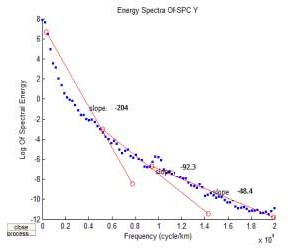 Energy Spectra Of-SPC Y
Log Of Spectral Energy
8
6
4
2
0
-2
-4
-6
-8
-10
-12
slope. -204
slope. -92.3
slope -48.4
0 0.2 0.4 0.6 0.8 1 1.2 1.4 1.6 1.8 2
x 10
Frequency (cycle/km)
close
process...